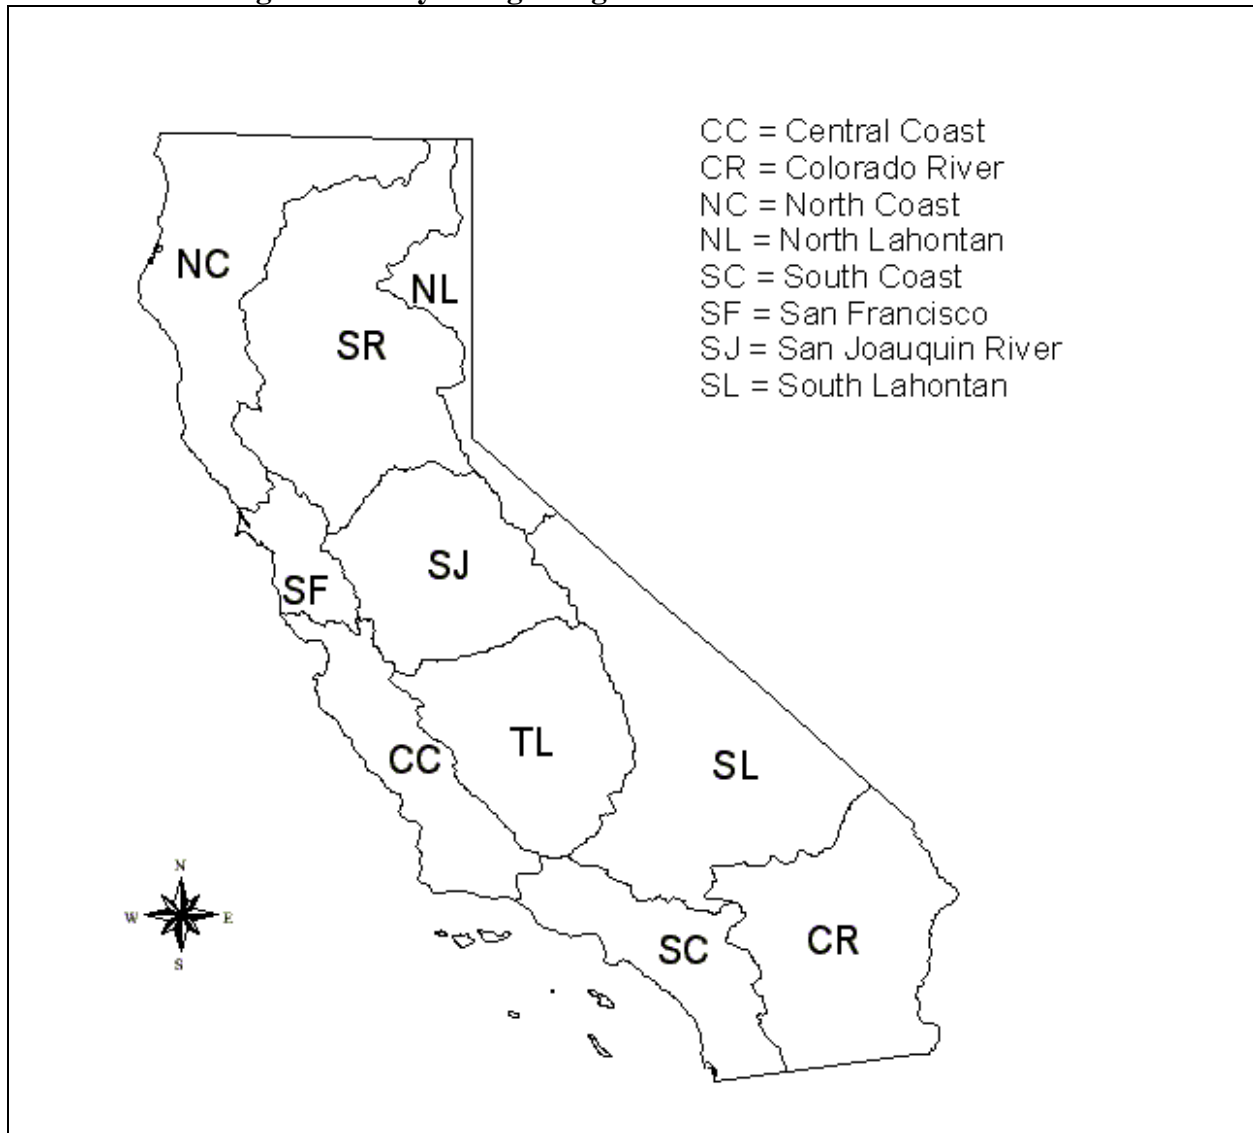 CC = Central Coast
CR = Colorado River
NC = North Coast
NL = North Lahontan
SC = South Coast
SF = San Francisco
SJ = San Joauquin River
SL = South Lahontan
NC
NL
SR
SJ
SF
TL
CC
SL
N
W E
S
SC
CR